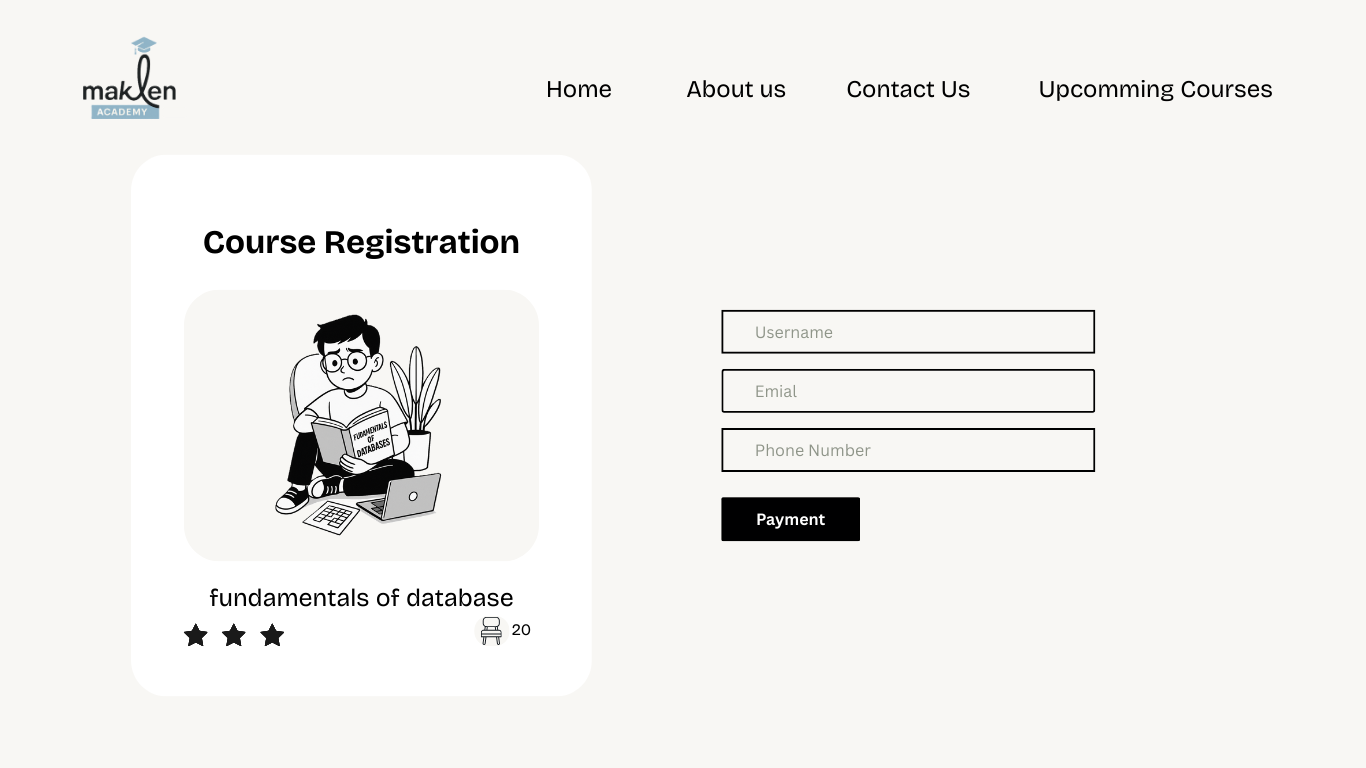 maklen
ACADEMY
Home About us Contact Us Upcomming Courses
Course Registration
FUDAMENTALS
OF
DATABASES
fundamentals of database
20
Username
Emial
Phone Number
Payment